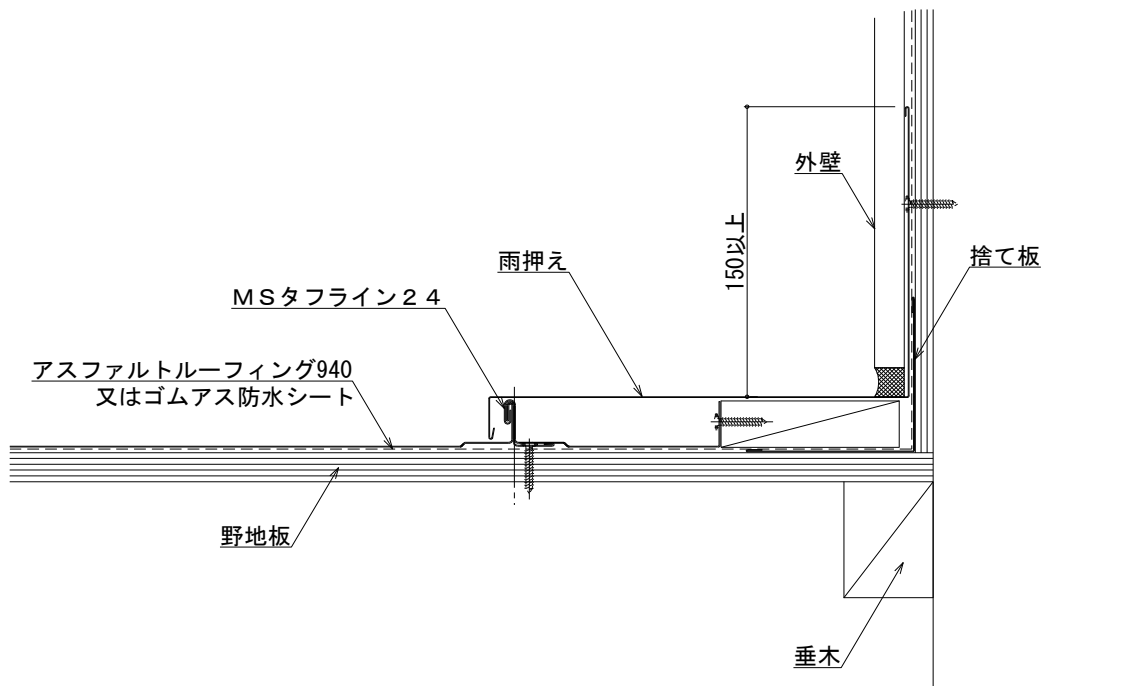 外壁
150以上
雨押え
捨て板
ＭＳタフライン２４
アスファルトルーフィング940
又はゴムアス防水シート
野地板
垂木